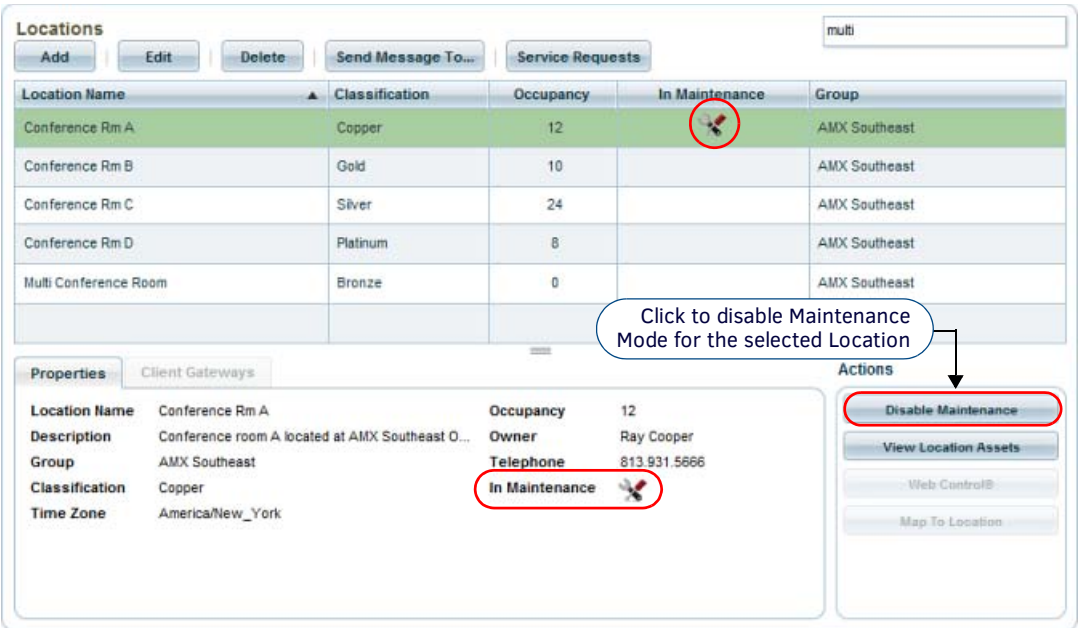 Locations
multi
Add Edit Delete Send Message To... Service Requests
Location Name Classification Occupancy In Maintenance Group
Conference Rm A Copper 12 AMX Southeast
Conference Rm B Gold 10 AMX Southeast
Conference Rm C Silver 24 AMX Southeast
Conference Rm D Platinum 8 AMX Southeast
Multi Conference Room Bronze 0 AMX Southeast
Click to disable Maintenance
Mode for the selected Location
Properties Client Gateways
Actions
Location Name Conference Rm A Occupancy 12
Description Conference room A located at AMX Southeast O... Owner Ray Cooper
Group AMX Southeast Telephone 813.931.5666
Classification Copper In Maintenance
Time Zone America/New_York
Disable Maintenance
View Location Assets
Web Control®
Map To Location